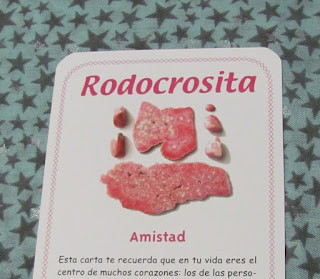 Rodocrosita
Amistad
Esta carta te recuerda que en tu vida eres el
centro de muchos corazones: los de las perso-